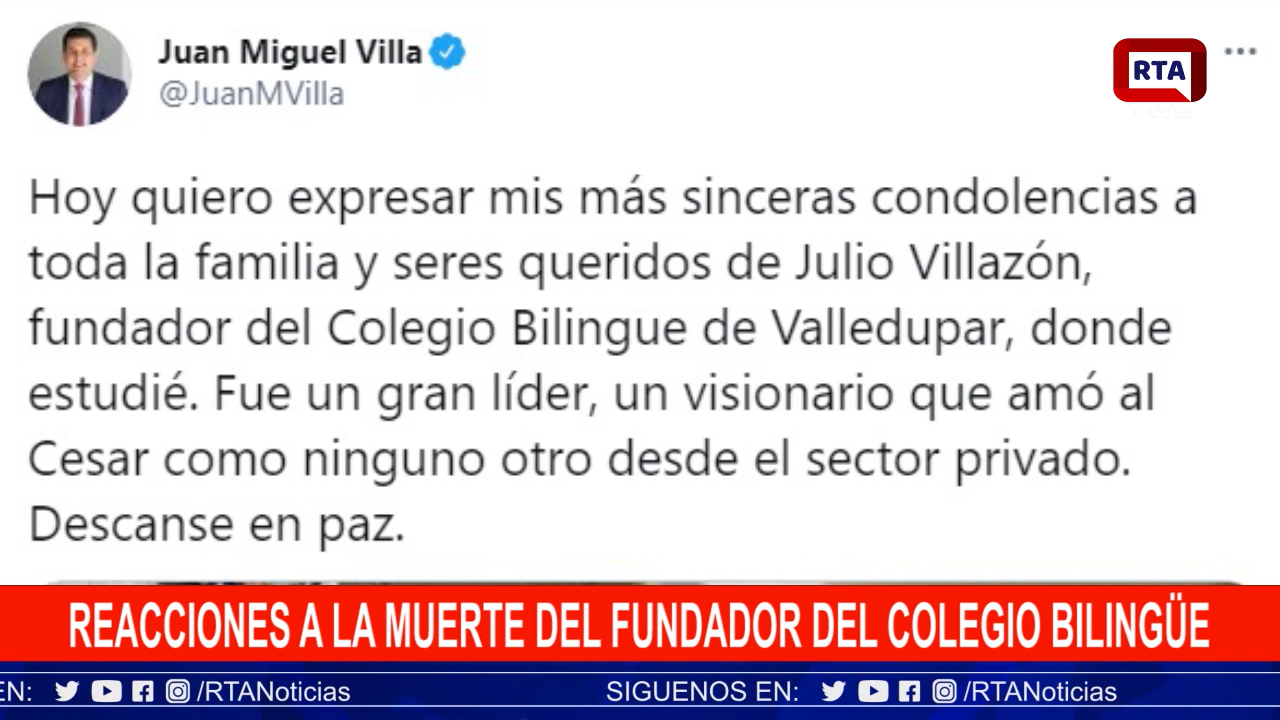 Juan Miguel Villa
@JuanMVilla
RTA
Hoy quiero expresar mis más sinceras condolencias a
toda la familia y seres queridos de Julio Villazón,
fundador del Colegio Bilingue de Valledupar, donde
estudié. Fue un gran líder, un visionario que amó al
Cesar como ninguno otro desde el sector privado.
Descanse en paz.
REACCIONES A LA MUERTE DEL FUNDADOR DEL COLEGIO BILINGÜE
EN: /RTANoticias SIGUENOS EN: /RTANoticias